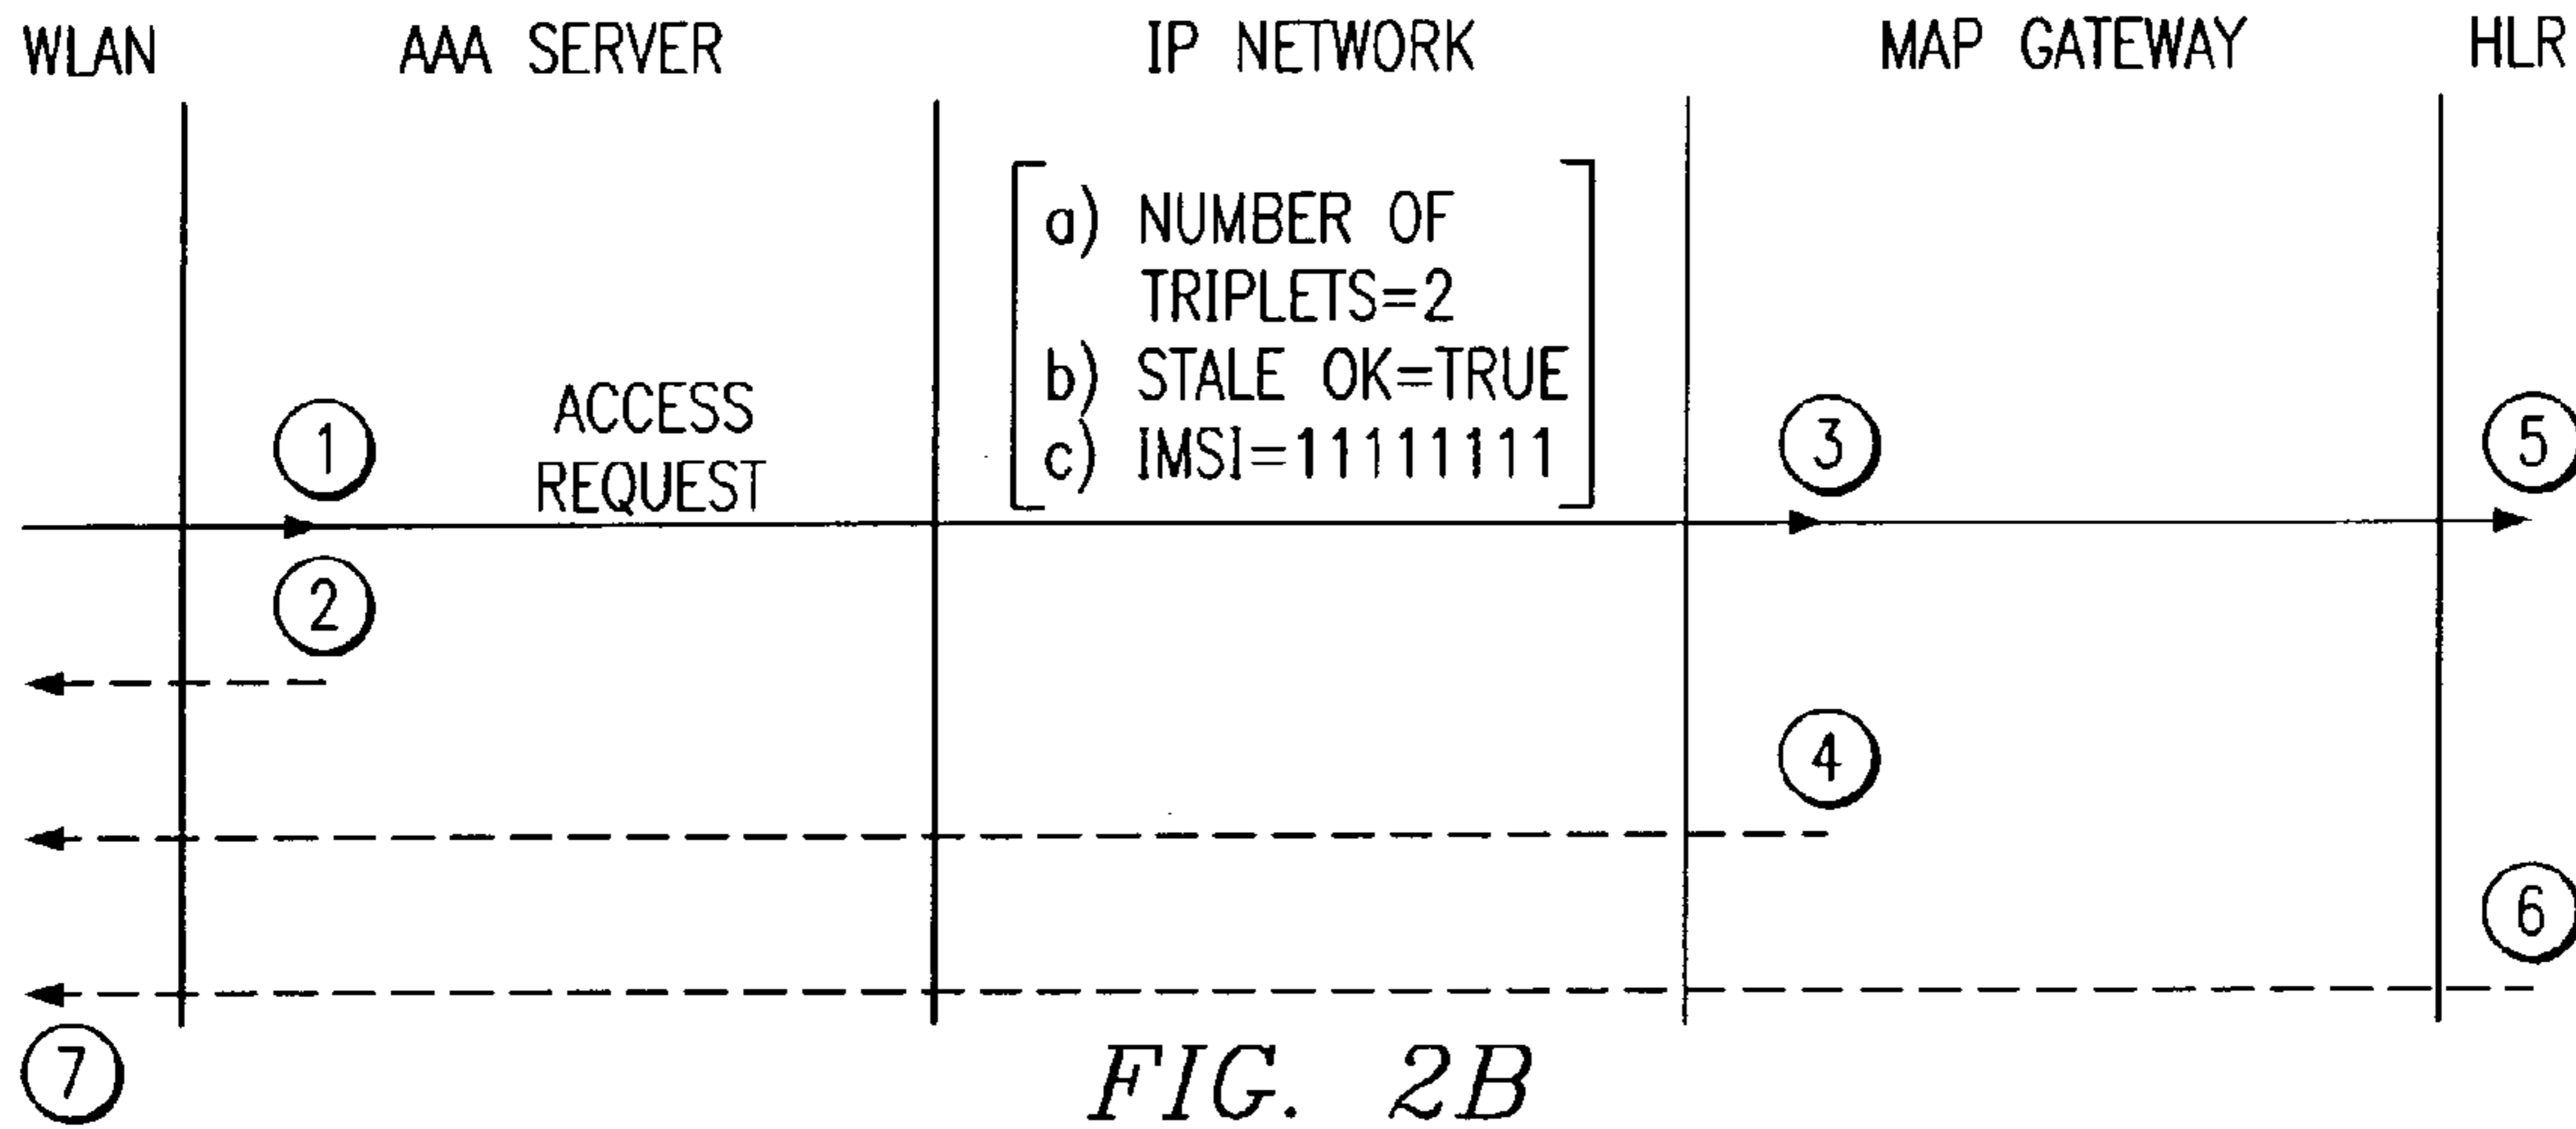 WLAN AAA SERVER IP NETWORK MAP GATEWAY HLR
a) NUMBER OF
TRIPLETS=2
b) STALE OK=TRUE
c) IMSI=11111111
ACCESS
REQUEST
1
3
5
2
4
6
7
FIG. 2B